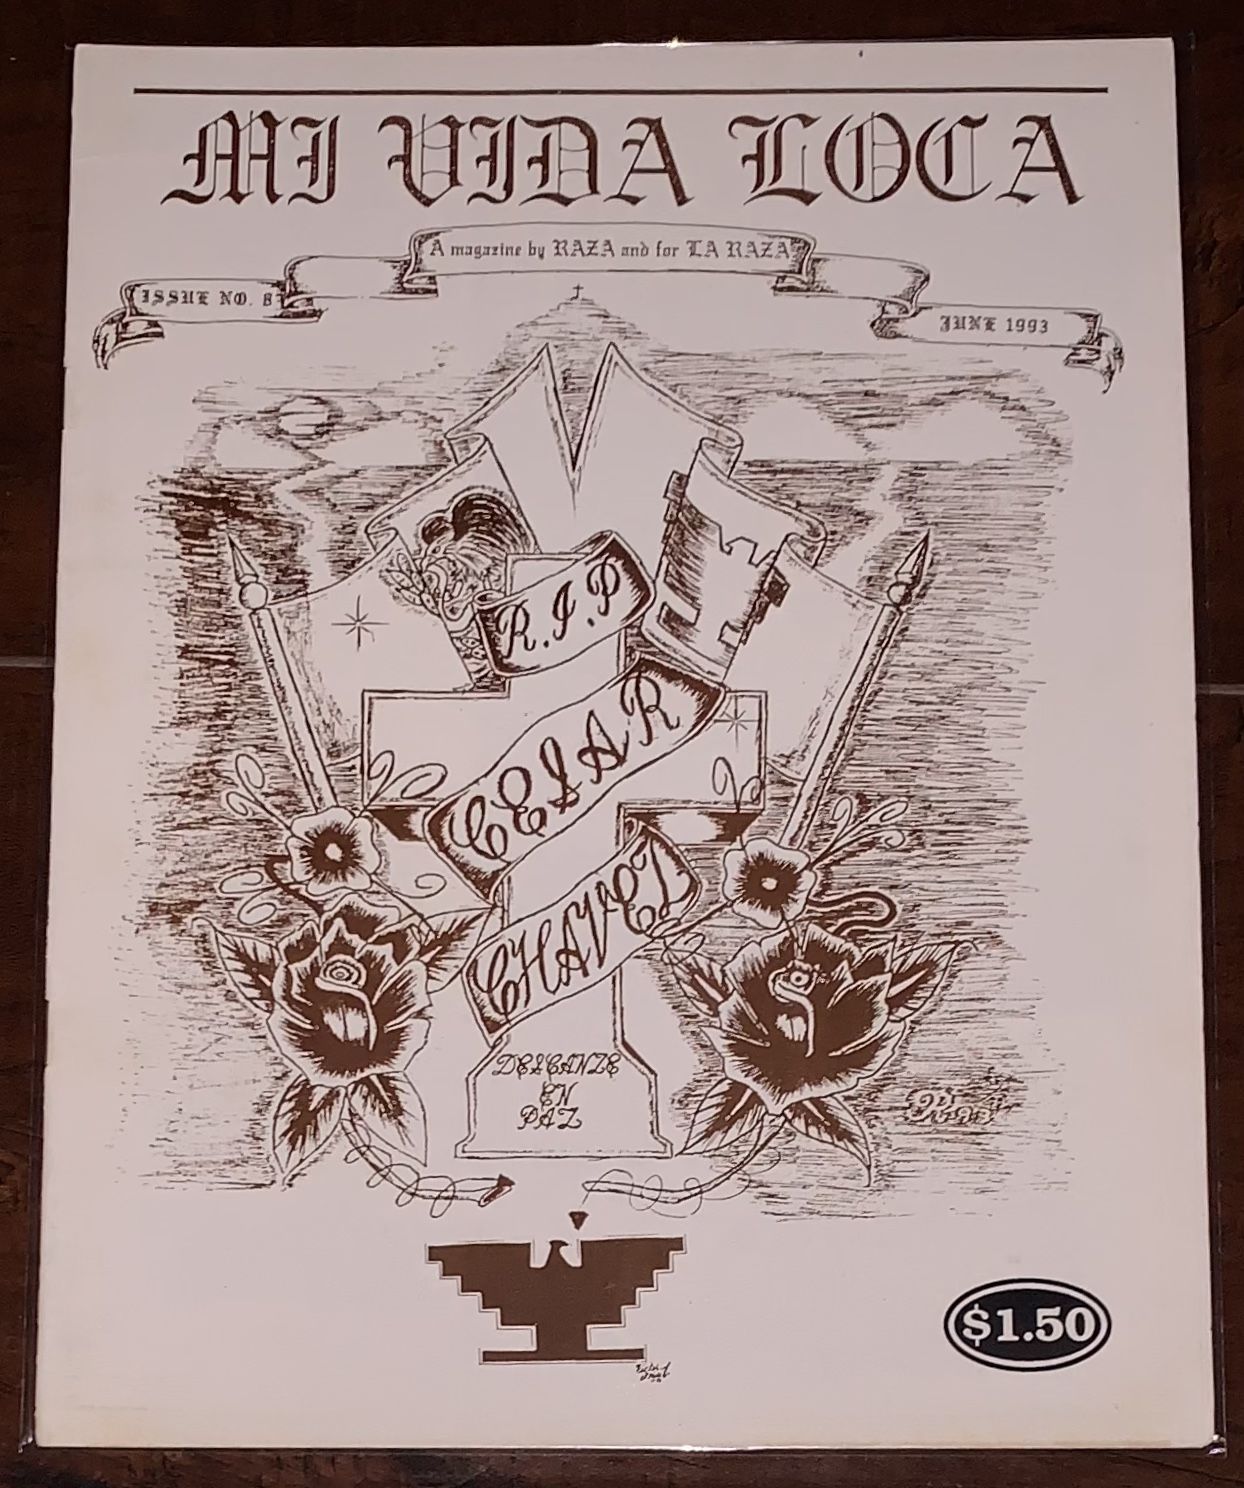 MI VIDA LOCA
A magazine by RAZA and for LA RAZA
ISSUE NO. 8
JUNE 1993
R.I.P
CESAR
CHAVEZ
DESCANZE
EN
PAZ
$1.50